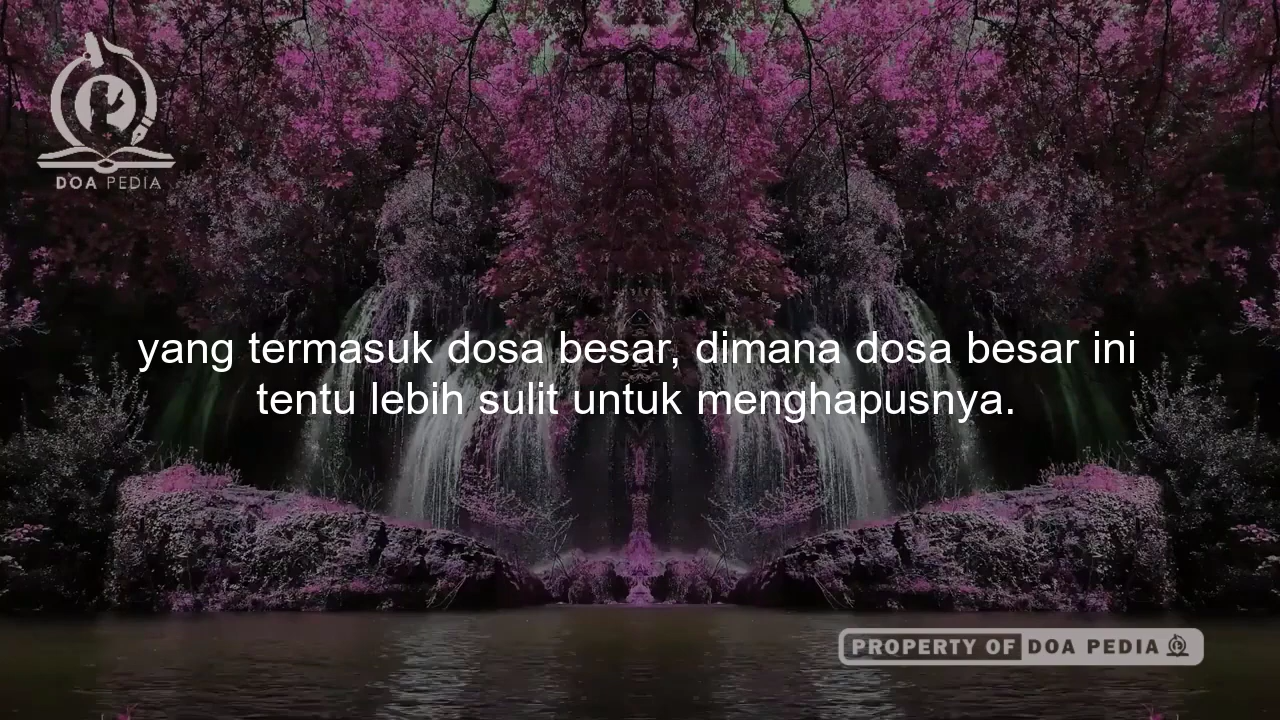 DOA PEDIA
yang termasuk dosa besar, dimana dosa besar ini
tentu lebih sulit untuk menghapusnya.
PROPERTY OF DOA PEDIA